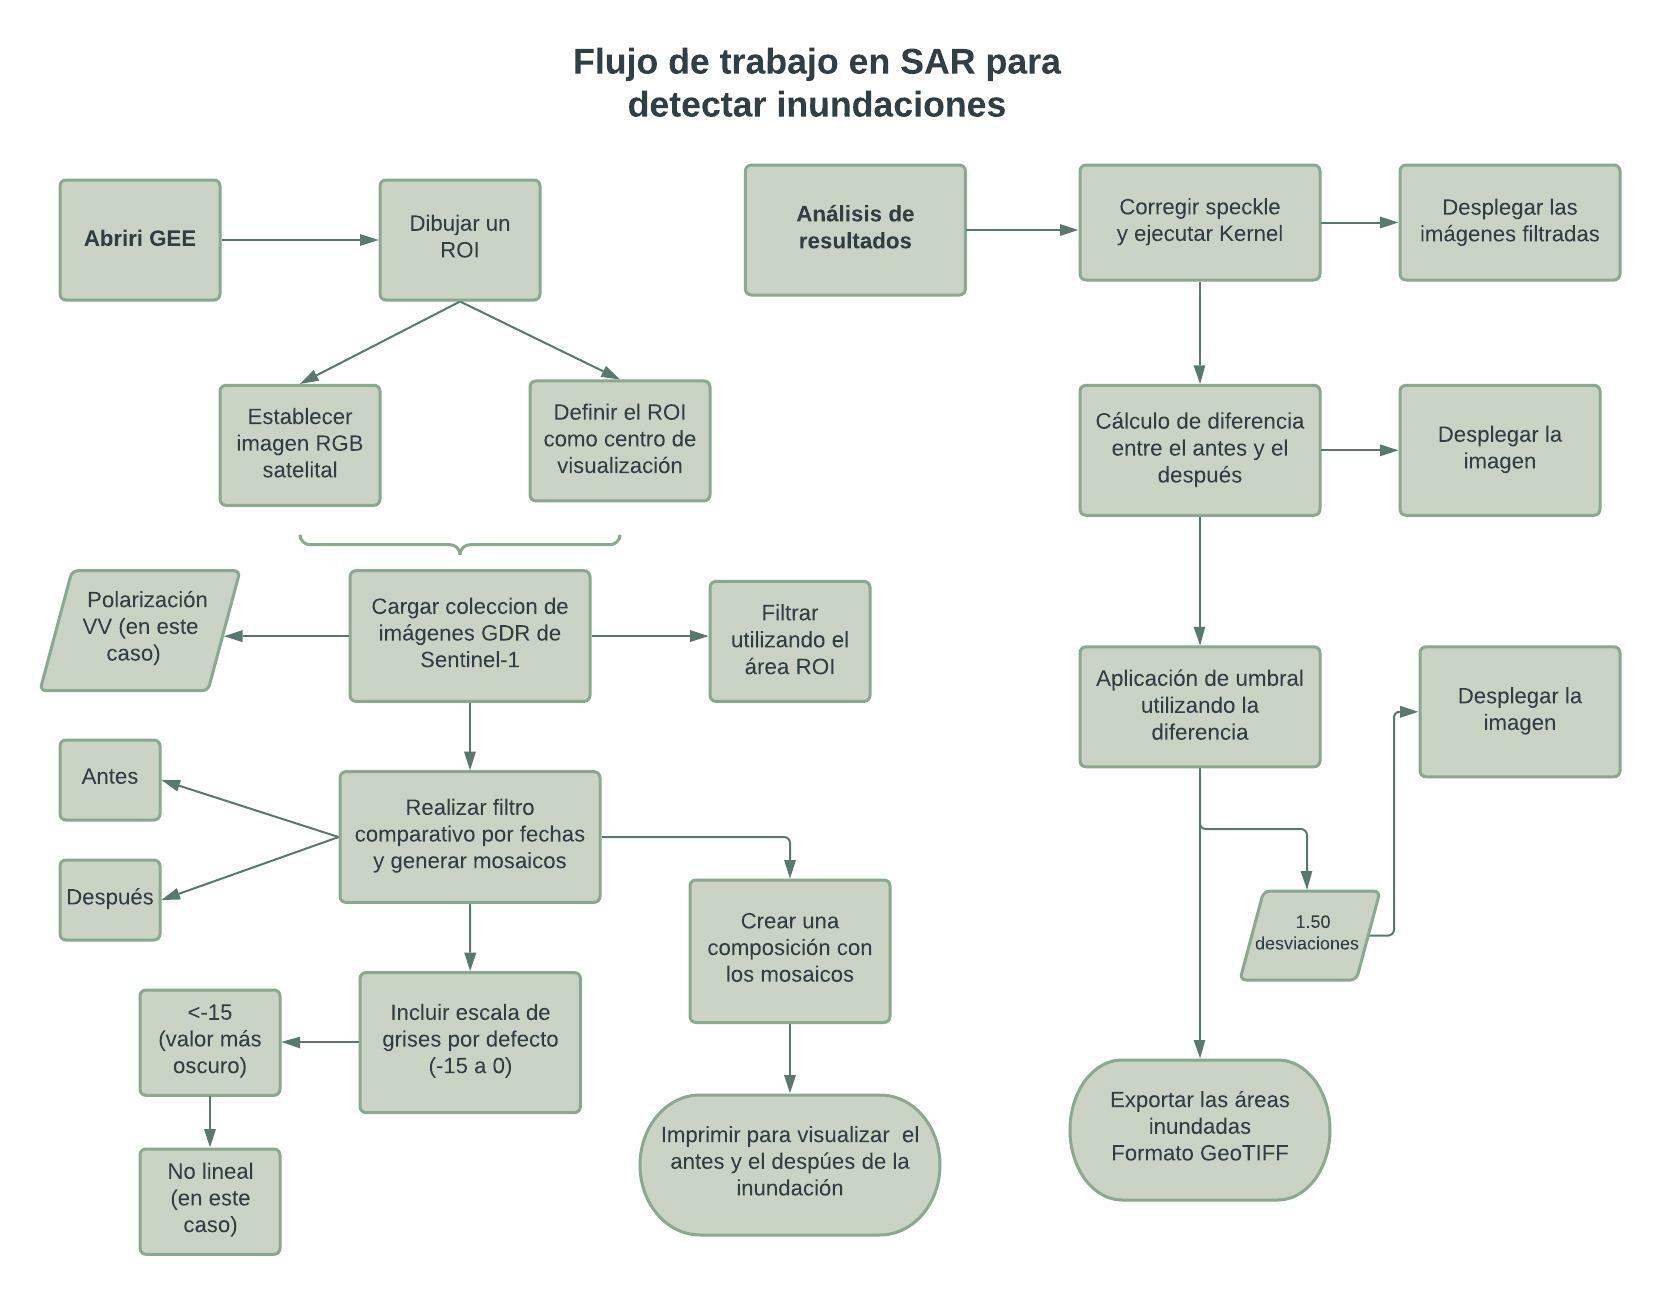 Flujo de trabajo en SAR para
detectar inundaciones
Abriri GEE
Dibujar un
ROI
Establecer
imagen RGB
satelital
Definir el ROI
como centro de
visualización
Polarización
VV (en este
caso)
Cargar coleccion de
imágenes GDR de
Sentinel-1
Filtrar
utilizando el
área ROI
Antes
Después
Realizar filtro
comparativo por fechas
y generar mosaicos
Crear una
composición con
los mosaicos
<-15
(valor más
oscuro)
Incluir escala de
grises por defecto
(-15 a 0)
No lineal
(en este
caso)
Imprimir para visualizar  el
antes y el despúes de la
inundación
Análisis de
resultados
Corregir speckle
y ejecutar Kernel
Desplegar las
imágenes filtradas
Cálculo de diferencia
entre el antes y el
después
Desplegar la
imagen
Aplicación de umbral
utilizando la
diferencia
Desplegar la
imagen
1.50
desviaciones
Exportar las áreas
inundadas
Formato GeoTIFF